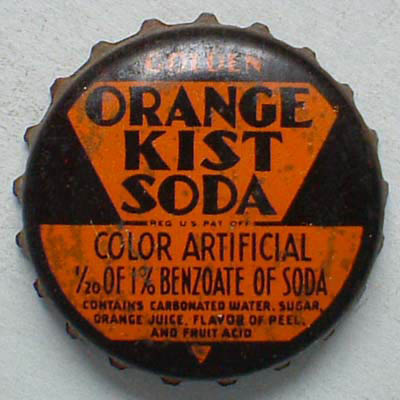 GOLDEN
ORANGE
KIST
SODA
REG. U.S. PAT. OFF.
COLOR ARTIFICIAL
1/20 OF 1% BENZOATE OF SODA
CONTAINS CARBONATED WATER, SUGAR,
ORANGE JUICE, FLAVOR OF PEEL,
AND FRUIT ACID